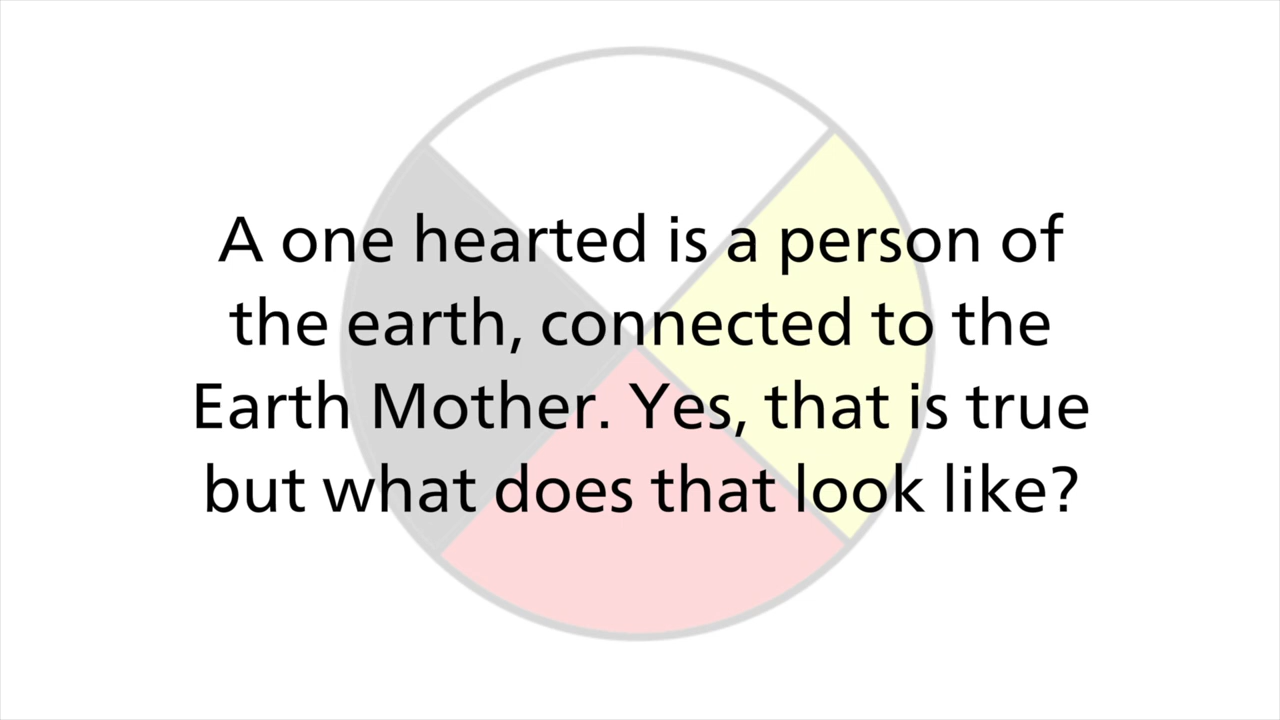 A one hearted is a person of
the earth, connected to the
Earth Mother. Yes, that is true
but what does that look like?